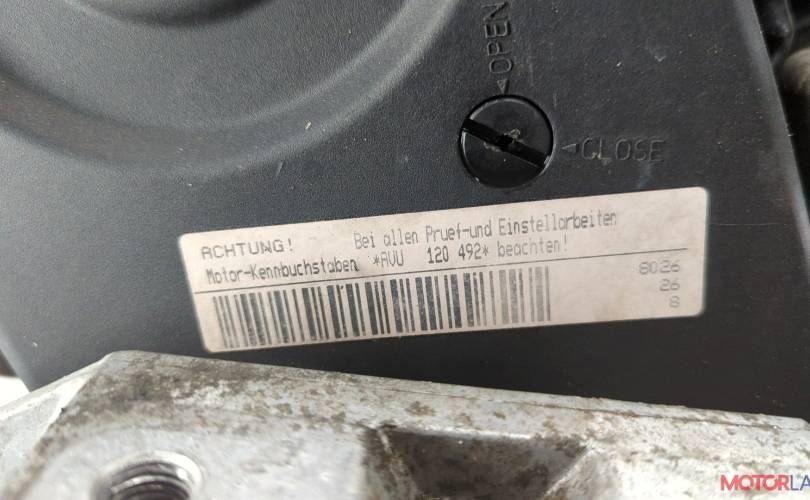 ◁OPEN
◁CLOSE
ACHTUNG! Bei allen Pruef-und Einstellarbeiten
Motor-Kennbuchstaben *AVU 120 492* beachten!
8026
26
8
MOTORLA